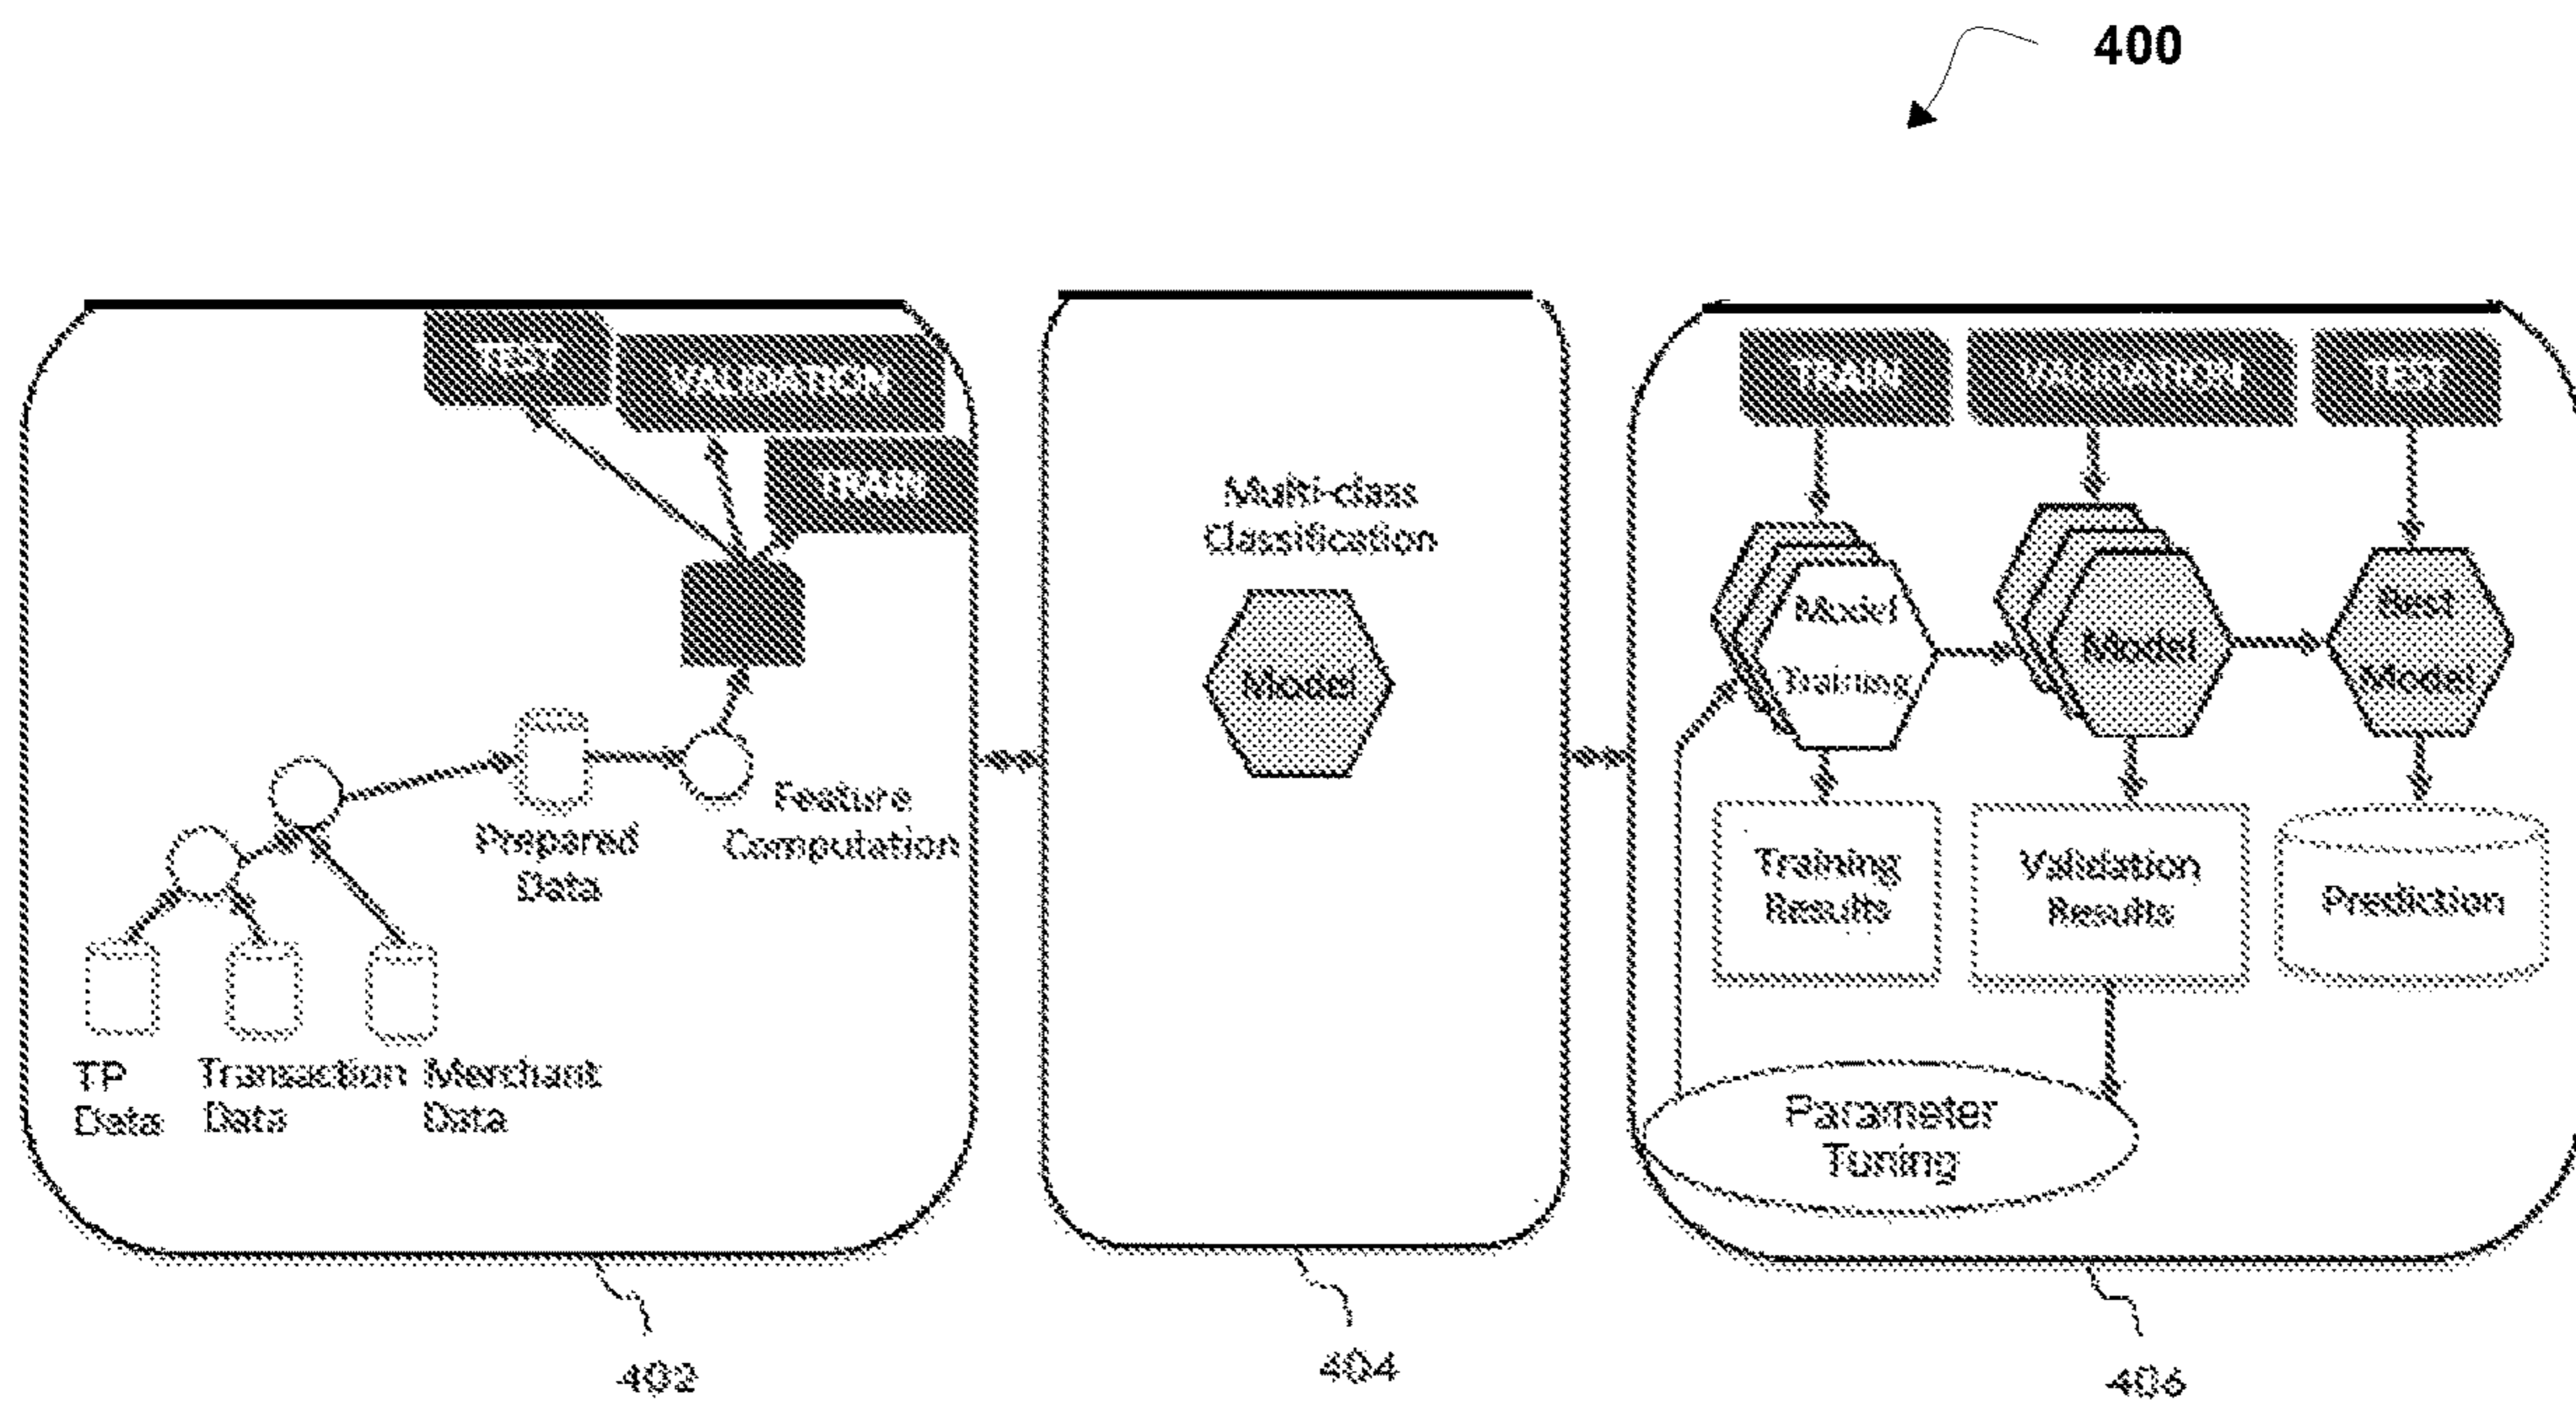 400
TEST
VALIDATION
TRAIN
Feature
Computation
Prepared
Data
TP
Data
Transaction
Data
Merchant
Data
402
Multi-class
Classification
Model
404
TRAIN
VALIDATION
TEST
Model
Training
Model
Best
Model
Training
Results
Validation
Results
Prediction
Parameter
Tuning
406